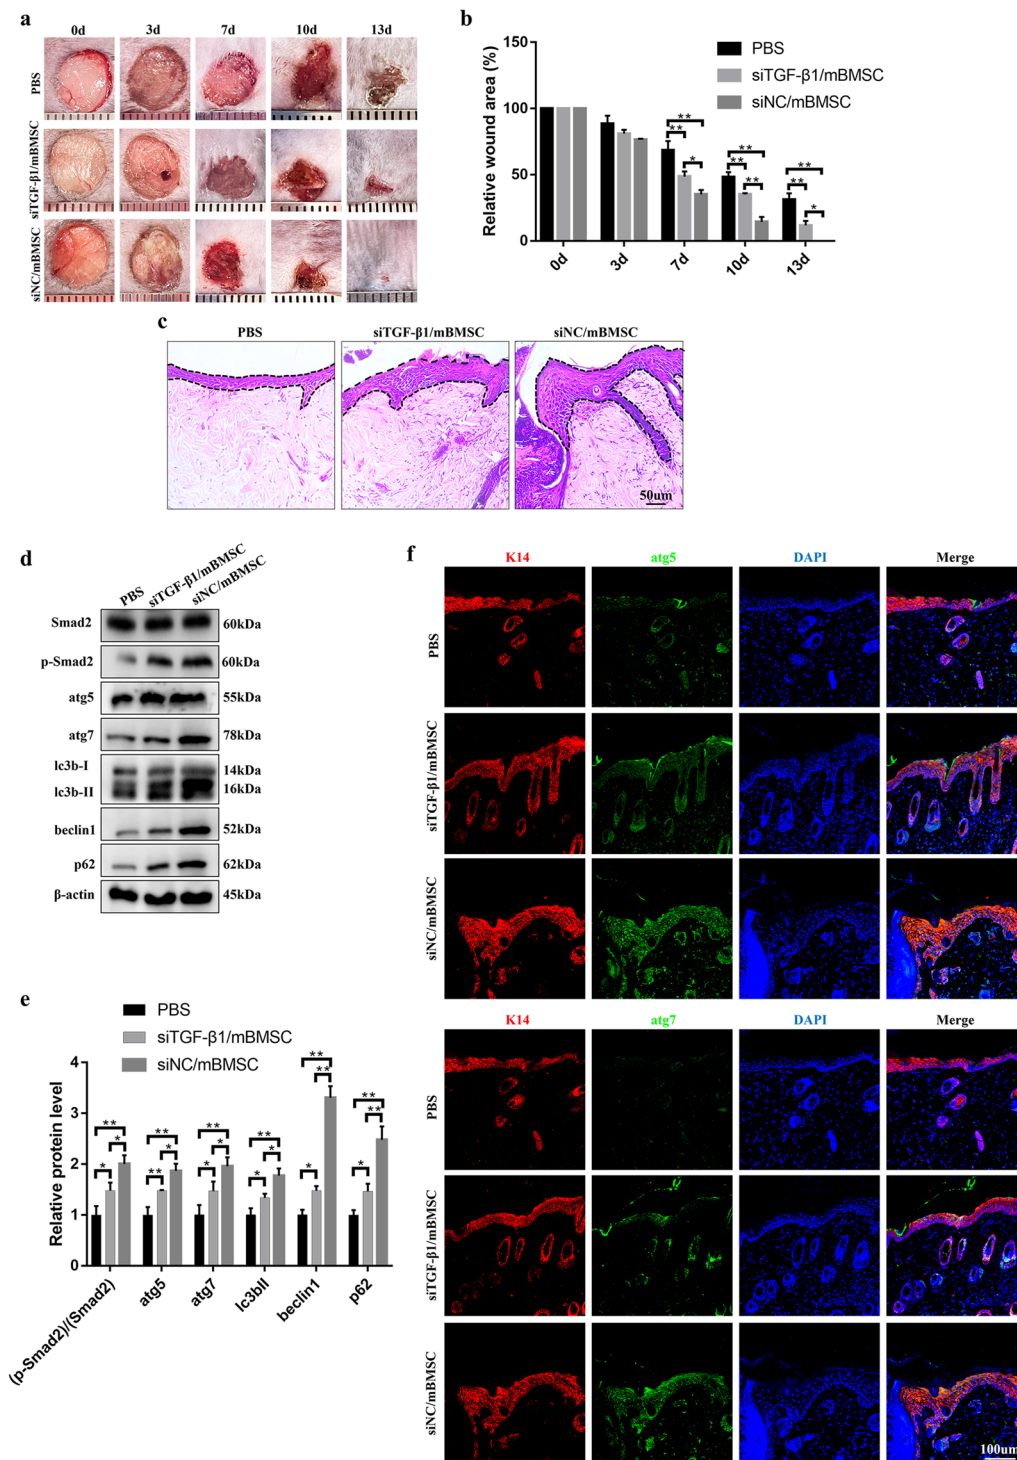 a
0d 3d 7d 10d 13d
PBS
siTGF-β1/mBMSC
siNC/mBMSC
b
Relative wound area (%)
150
100
50
0
PBS
siTGF-β1/mBMSC
siNC/mBMSC
** ** *
** ** **
** ** *
0d 3d 7d 10d 13d
c
PBS siTGF-β1/mBMSC siNC/mBMSC
50um
d
PBS siTGF-β1/mBMSC siNC/mBMSC
Smad2 60kDa
p-Smad2 60kDa
atg5 55kDa
atg7 78kDa
lc3b-I 14kDa
lc3b-II 16kDa
beclin1 52kDa
p62 62kDa
β-actin 45kDa
e
PBS
siTGF-β1/mBMSC
siNC/mBMSC
Relative protein level
4
3
2
1
0
** * *
** * **
** * *
** * *
** ** *
** ** *
(p-Smad2)/(Smad2) atg5 atg7 lc3bII beclin1 p62
f
K14 atg5 DAPI Merge
PBS
siTGF-β1/mBMSC
siNC/mBMSC
K14 atg7 DAPI Merge
PBS
siTGF-β1/mBMSC
siNC/mBMSC
100um